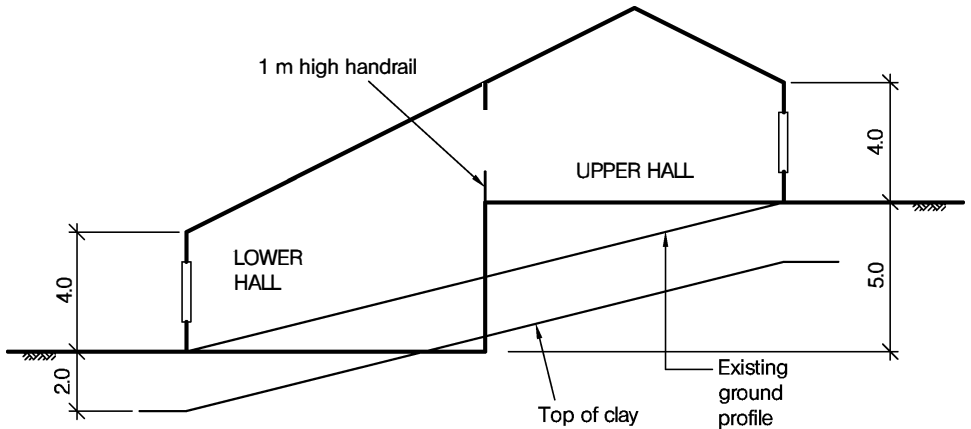 1 m high handrail
UPPER HALL
4.0
LOWER
HALL
4.0
5.0
2.0
Existing
ground
profile
Top of clay